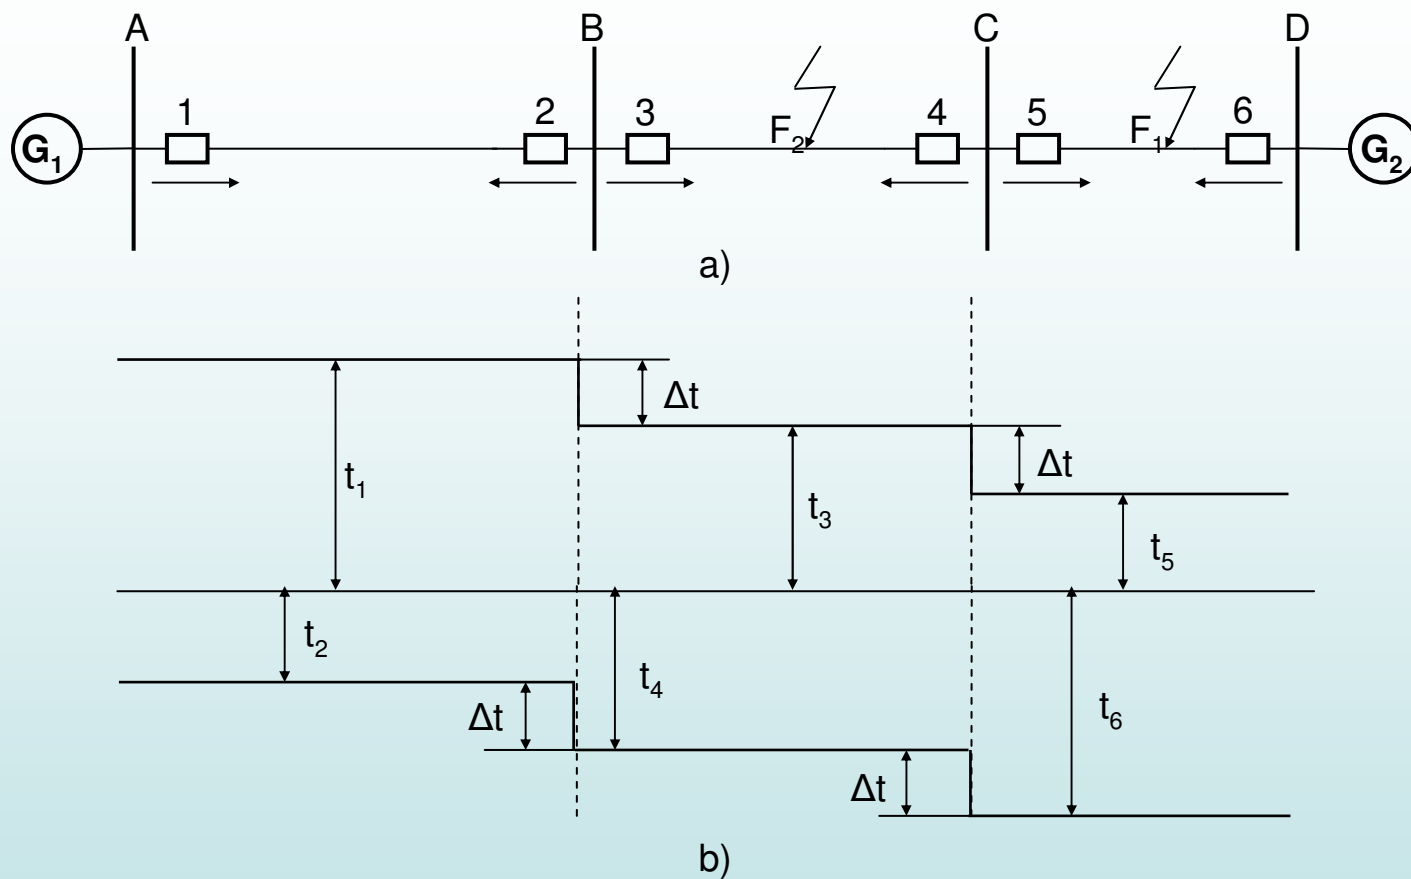 A B C D
1 2 3 4 5 6
G₁ F₂ F₁ G₂
a)
Δt
Δt
t₁
t₃
t₅
t₂
t₄
t₆
Δt
Δt
b)